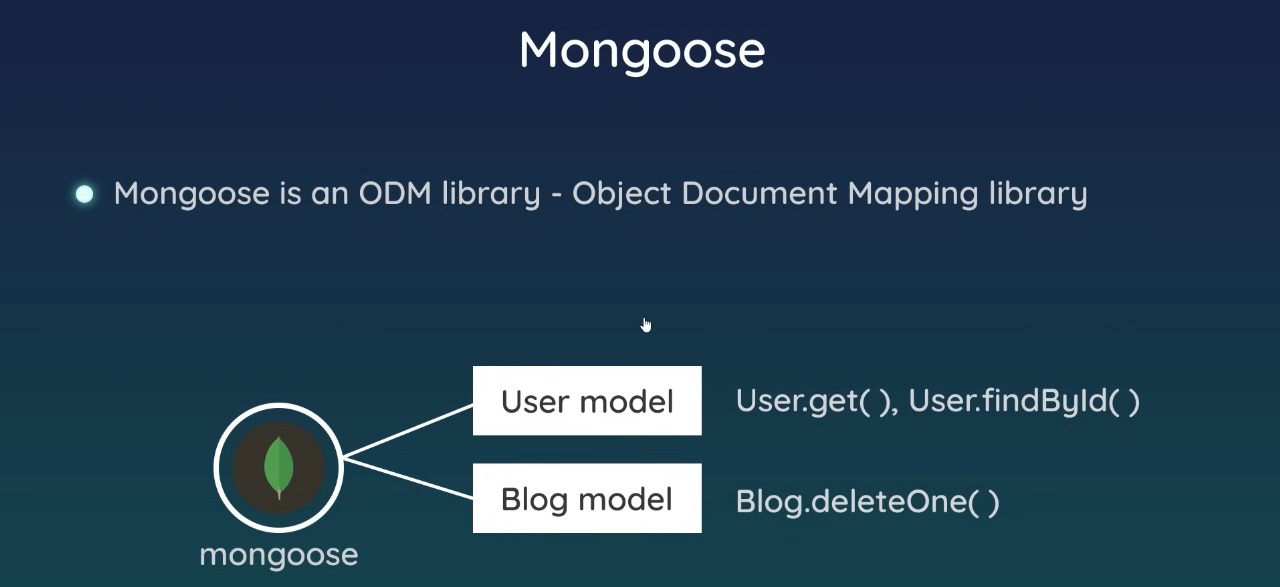 Mongoose
Mongoose is an ODM library - Object Document Mapping library
User model
User.get( ), User.findById( )
Blog model
Blog.deleteOne( )
mongoose